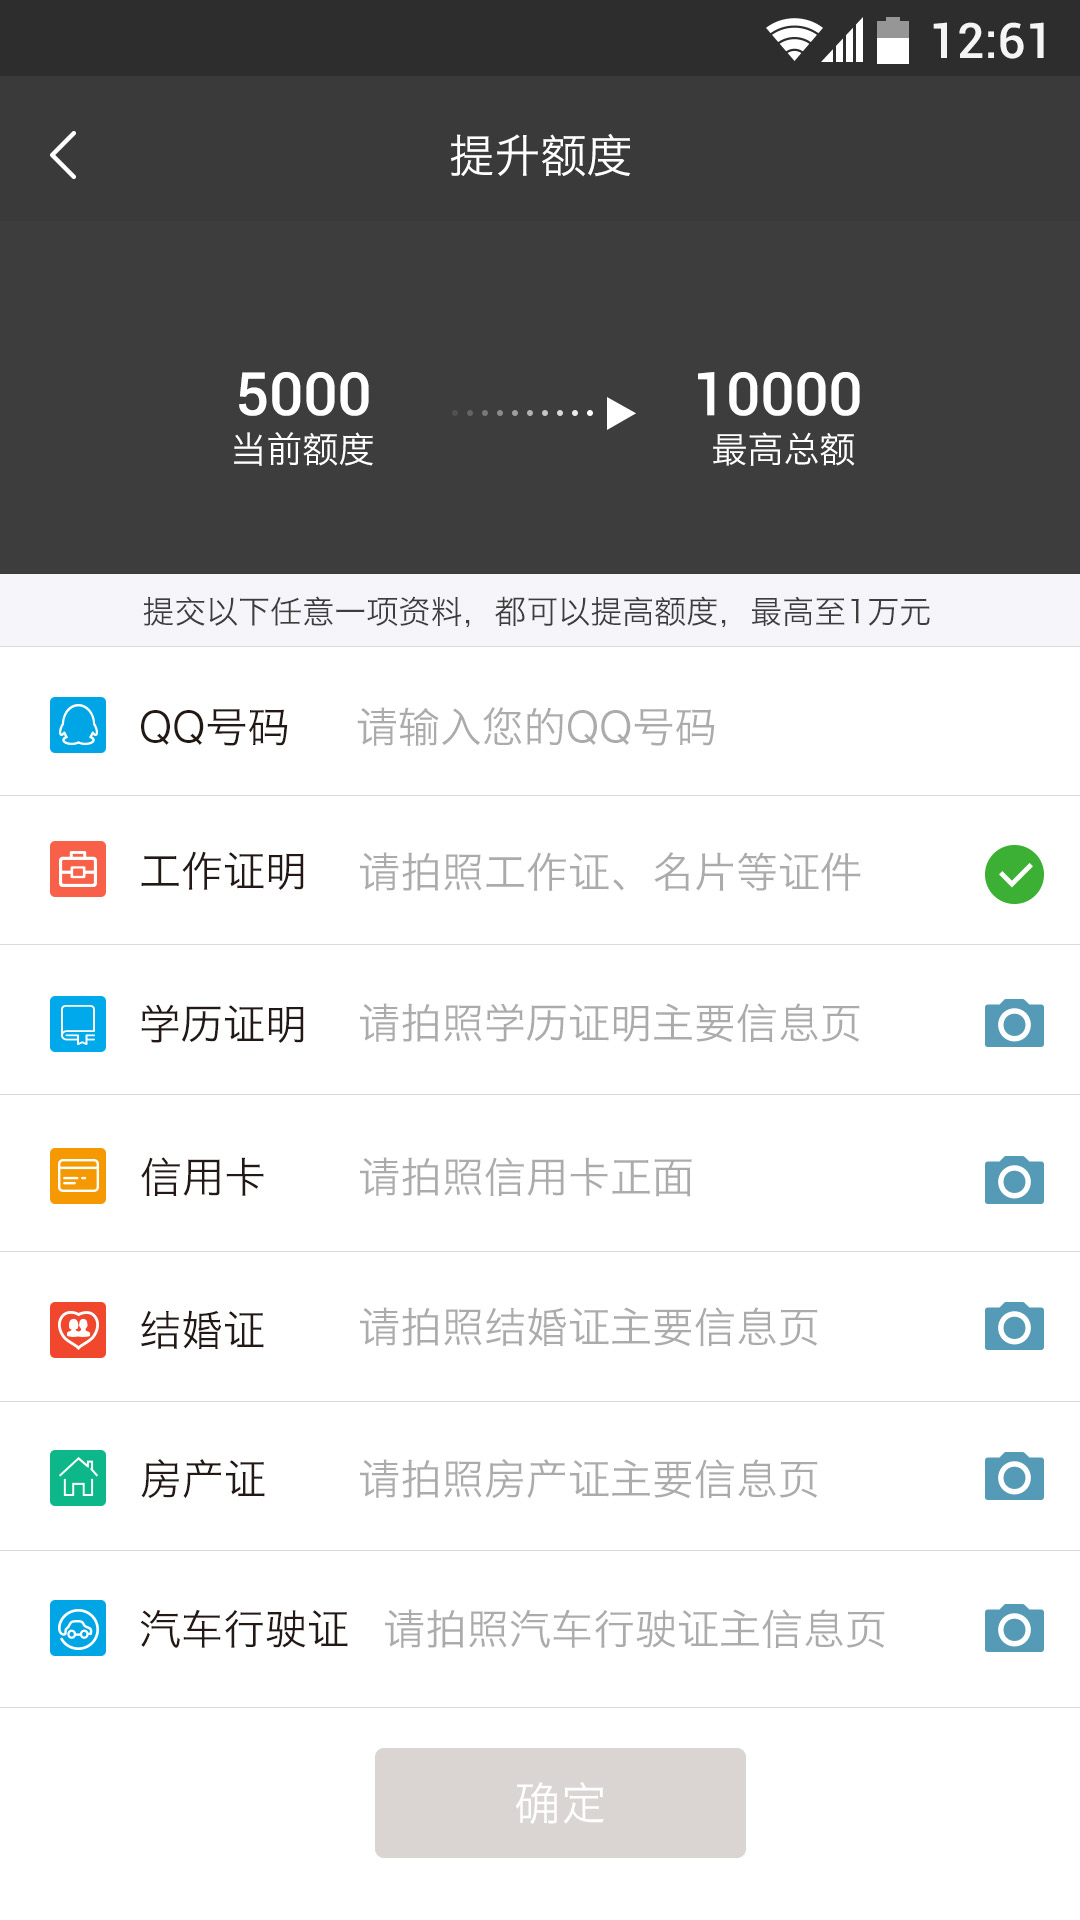 12:61
提升额度
5000 10000
当前额度 最高总额
提交以下任意一项资料，都可以提高额度，最高至1万元
QQ号码 请输入您的QQ号码
工作证明 请拍照工作证、名片等证件
学历证明 请拍照学历证明主要信息页
信用卡 请拍照信用卡正面
结婚证 请拍照结婚证主要信息页
房产证 请拍照房产证主要信息页
汽车行驶证 请拍照汽车行驶证主信息页
确定